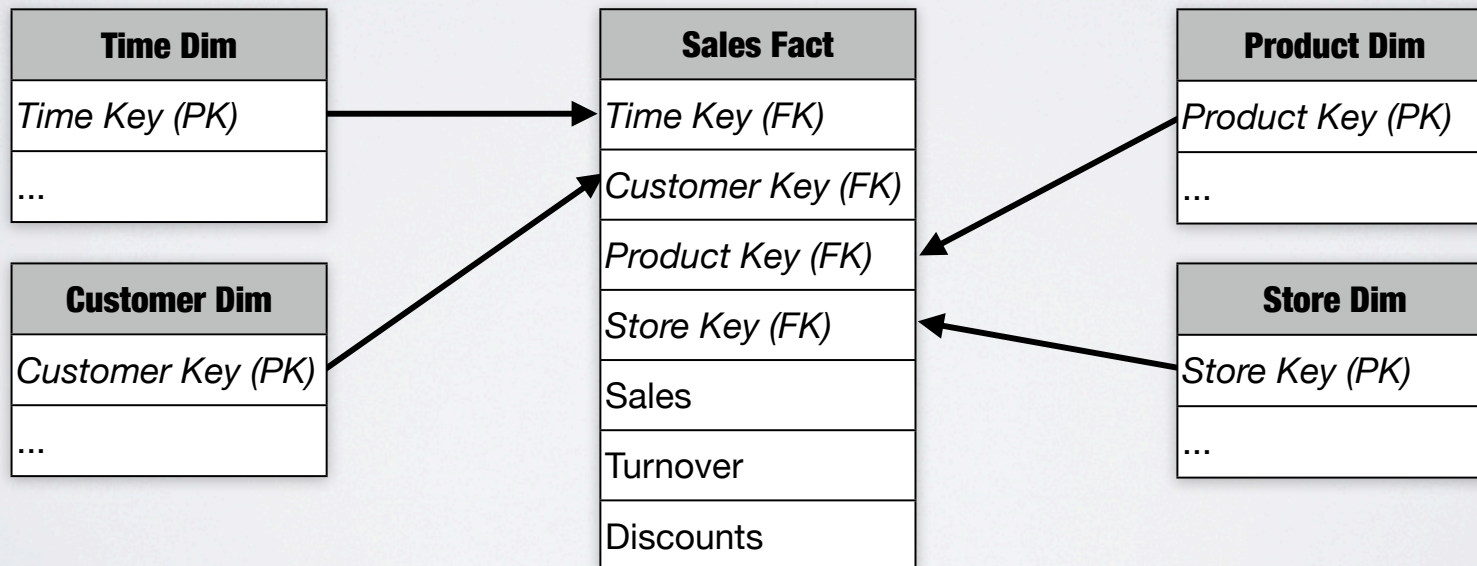 Time Dim
Time Key (PK)
...
Customer Dim
Customer Key (PK)
...
Sales Fact
Time Key (FK)
Customer Key (FK)
Product Key (FK)
Store Key (FK)
Sales
Turnover
Discounts
Product Dim
Product Key (PK)
...
Store Dim
Store Key (PK)
...